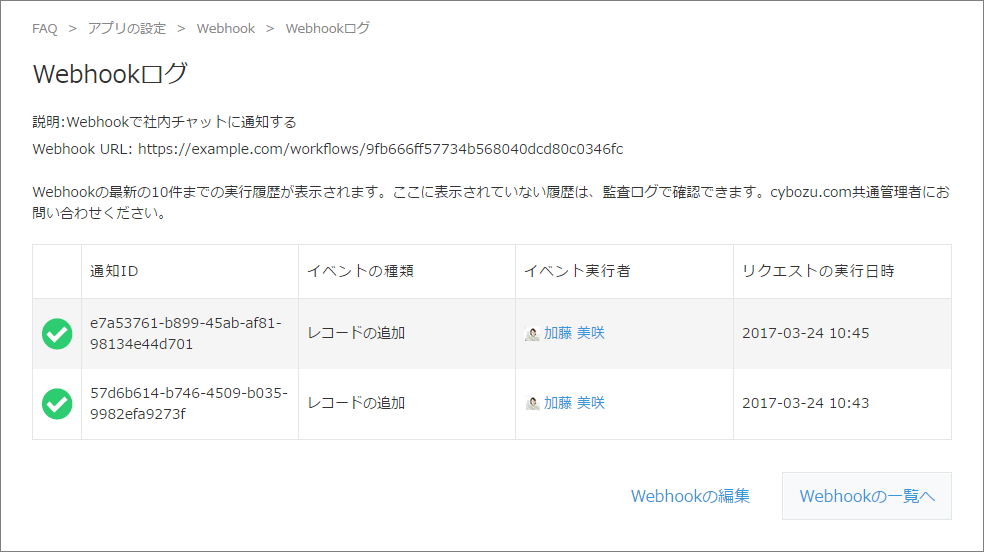 FAQ > アプリの設定 > Webhook > Webhookログ
Webhookログ
説明:Webhookで社内チャットに通知する
Webhook URL: https://example.com/workflows/9fb666ff57734b568040dcd80c0346fc
Webhookの最新の10件までの実行履歴が表示されます。ここに表示されていない履歴は、監査ログで確認できます。cybozu.com共通管理者にお
問い合わせください。
通知ID イベントの種類 イベント実行者 リクエストの実行日時
e7a53761-b899-45ab-af81-
98134e44d701
レコードの追加 加藤 美咲 2017-03-24 10:45
57d6b614-b746-4509-b035-
9982efa9273f
レコードの追加 加藤 美咲 2017-03-24 10:43
Webhookの編集 Webhookの一覧へ